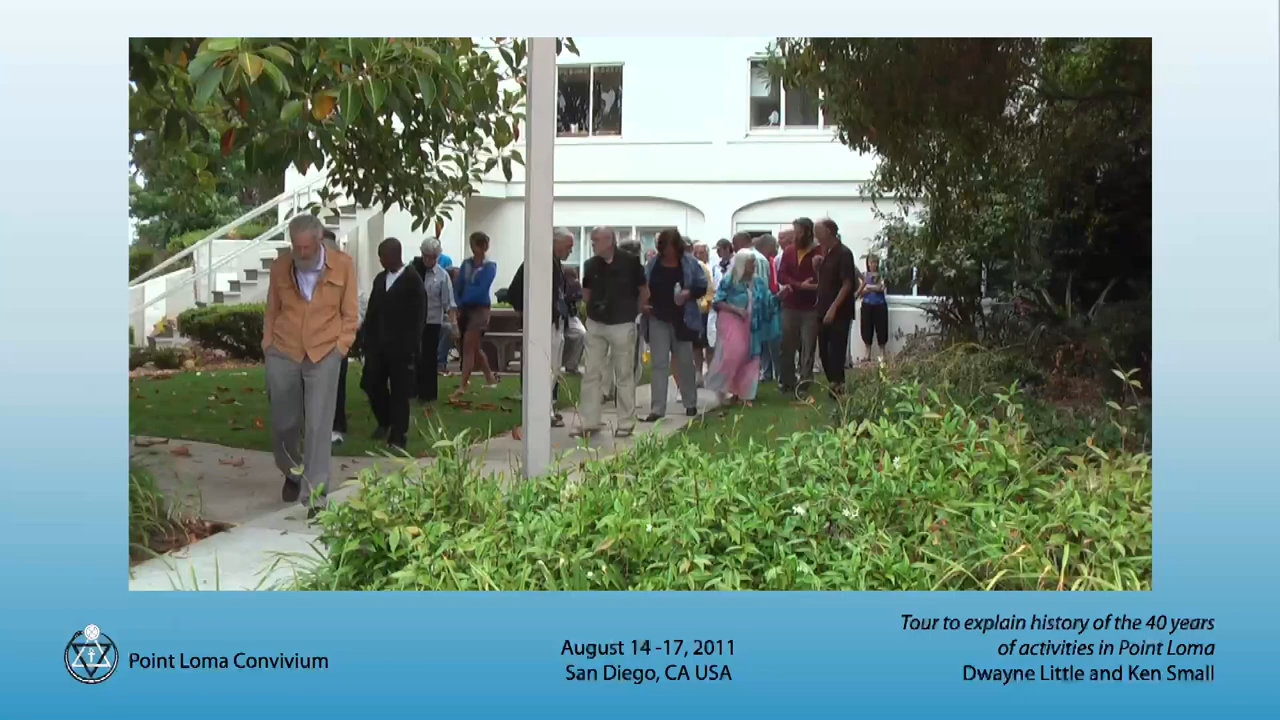 Point Loma Convivium
August 14 -17, 2011
San Diego, CA USA
Tour to explain history of the 40 years
of activities in Point Loma
Dwayne Little and Ken Small